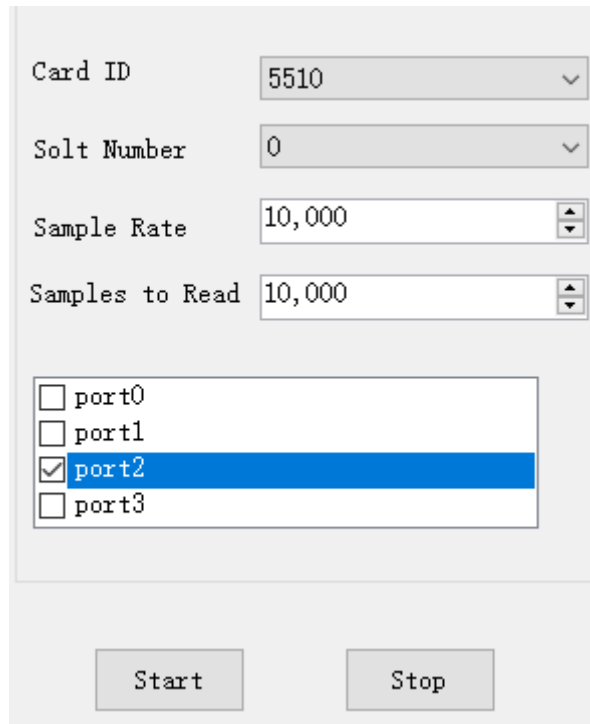 Card ID 5510
Solt Number 0
Sample Rate 10,000
Samples to Read 10,000
port0
port1
port2
port3
Start Stop